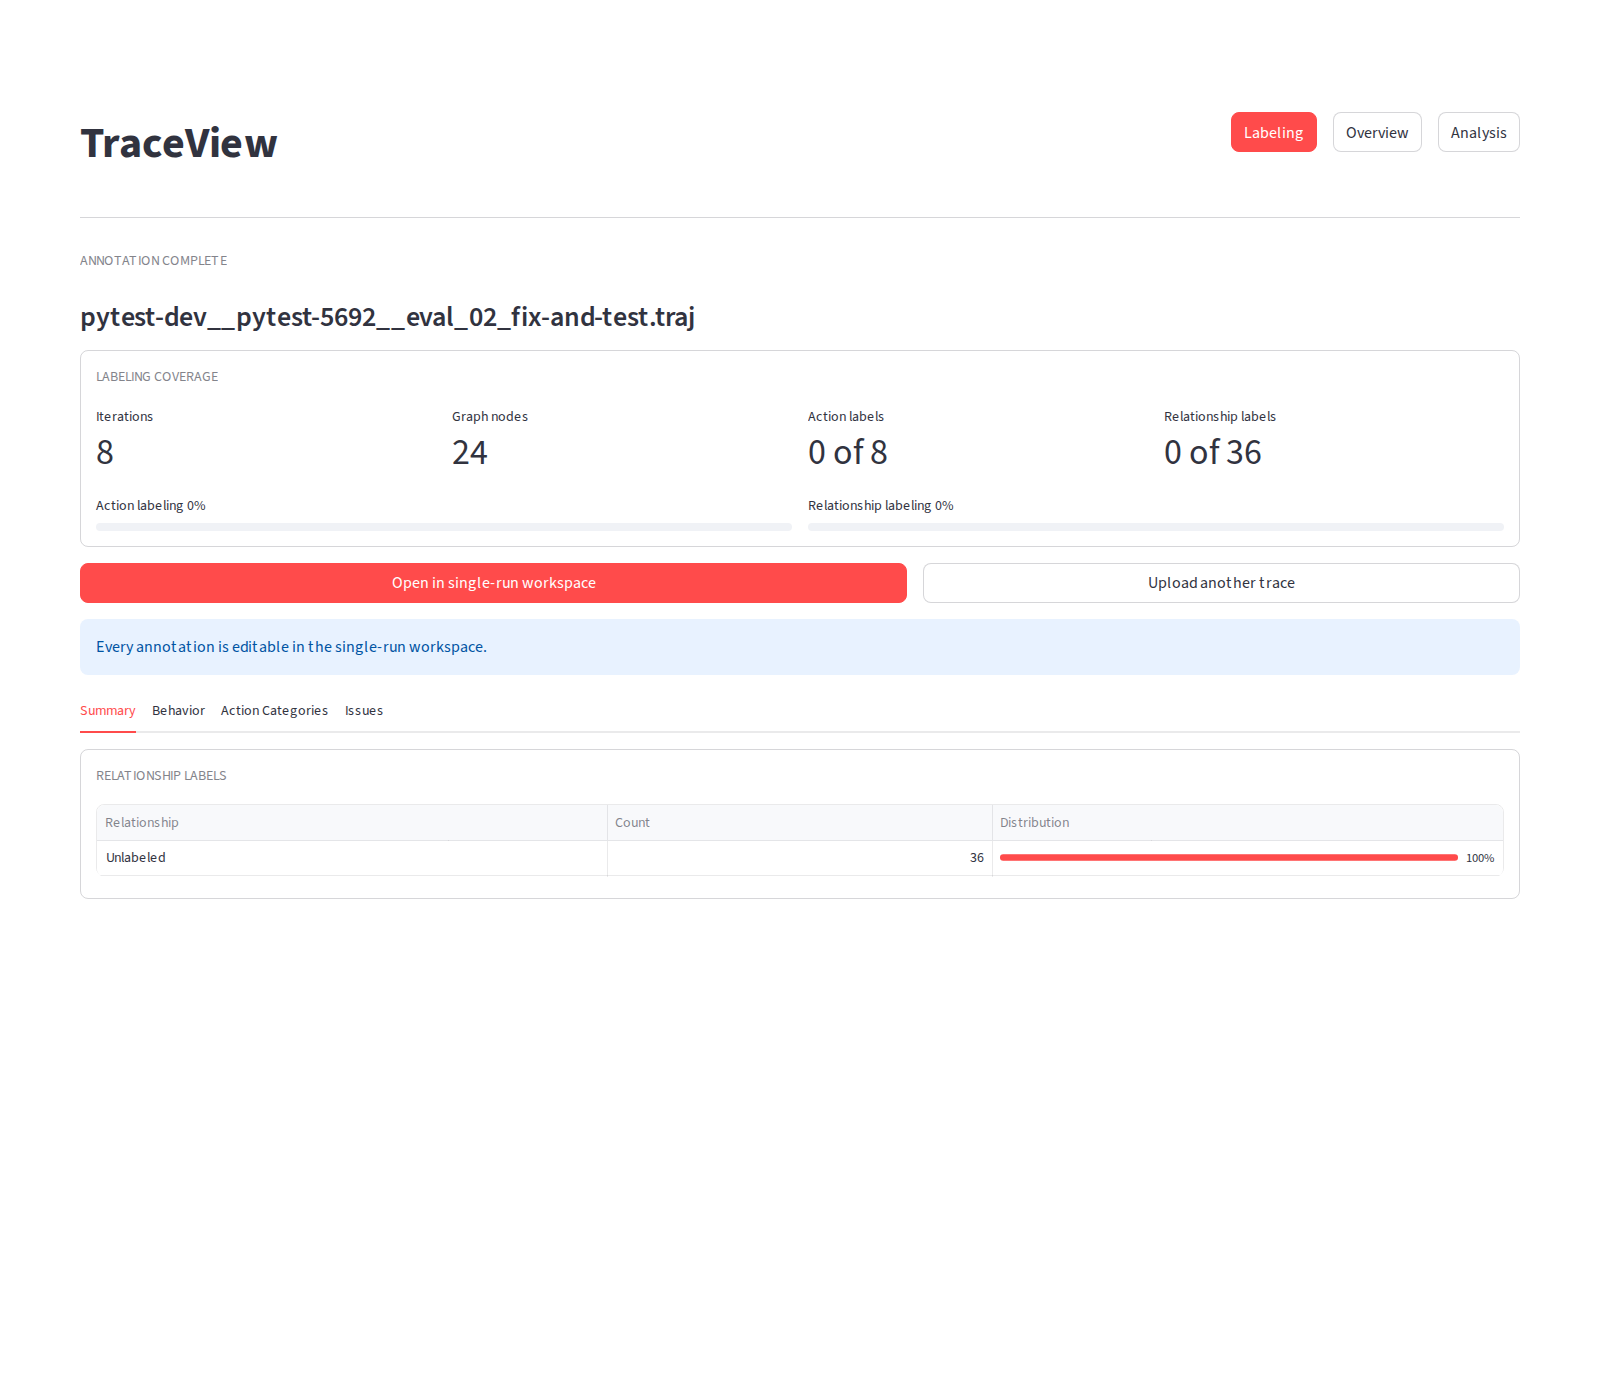 TraceView
Labeling
Overview
Analysis
ANNOTATION COMPLETE
pytest-dev__pytest-5692__eval_02_fix-and-test.traj
LABELING COVERAGE
Iterations
Graph nodes
Action labels
Relationship labels
8
24
0 of 8
0 of 36
Action labeling 0%
Relationship labeling 0%
Open in single-run workspace
Upload another trace
Every annotation is editable in the single-run workspace.
Summary
Behavior
Action Categories
Issues
RELATIONSHIP LABELS
Relationship
Count
Distribution
Unlabeled
36
100%